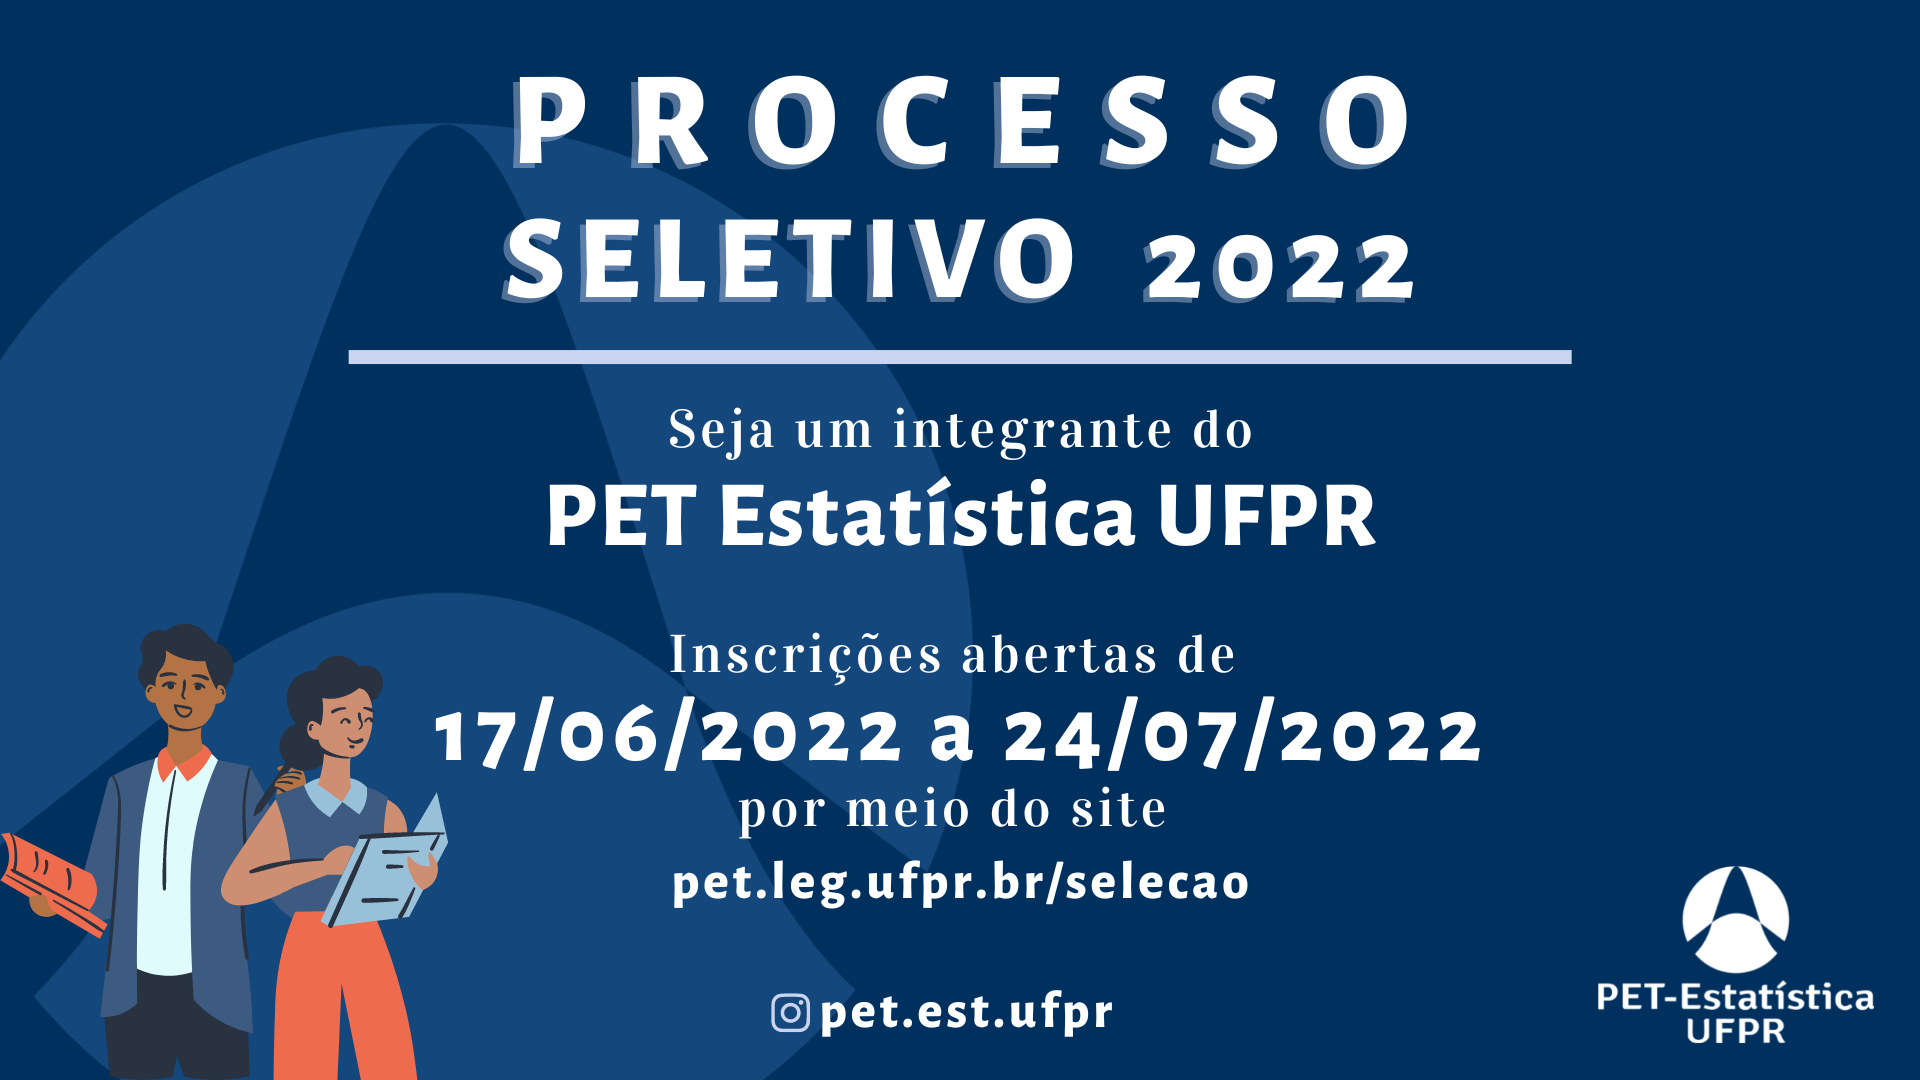 PROCESSO
SELETIVO 2022
Seja um integrante do
PET Estatística UFPR
Inscrições abertas de
17/06/2022 a 24/07/2022
por meio do site
pet.leg.ufpr.br/selecao
pet.est.ufpr
PET-Estatística
UFPR